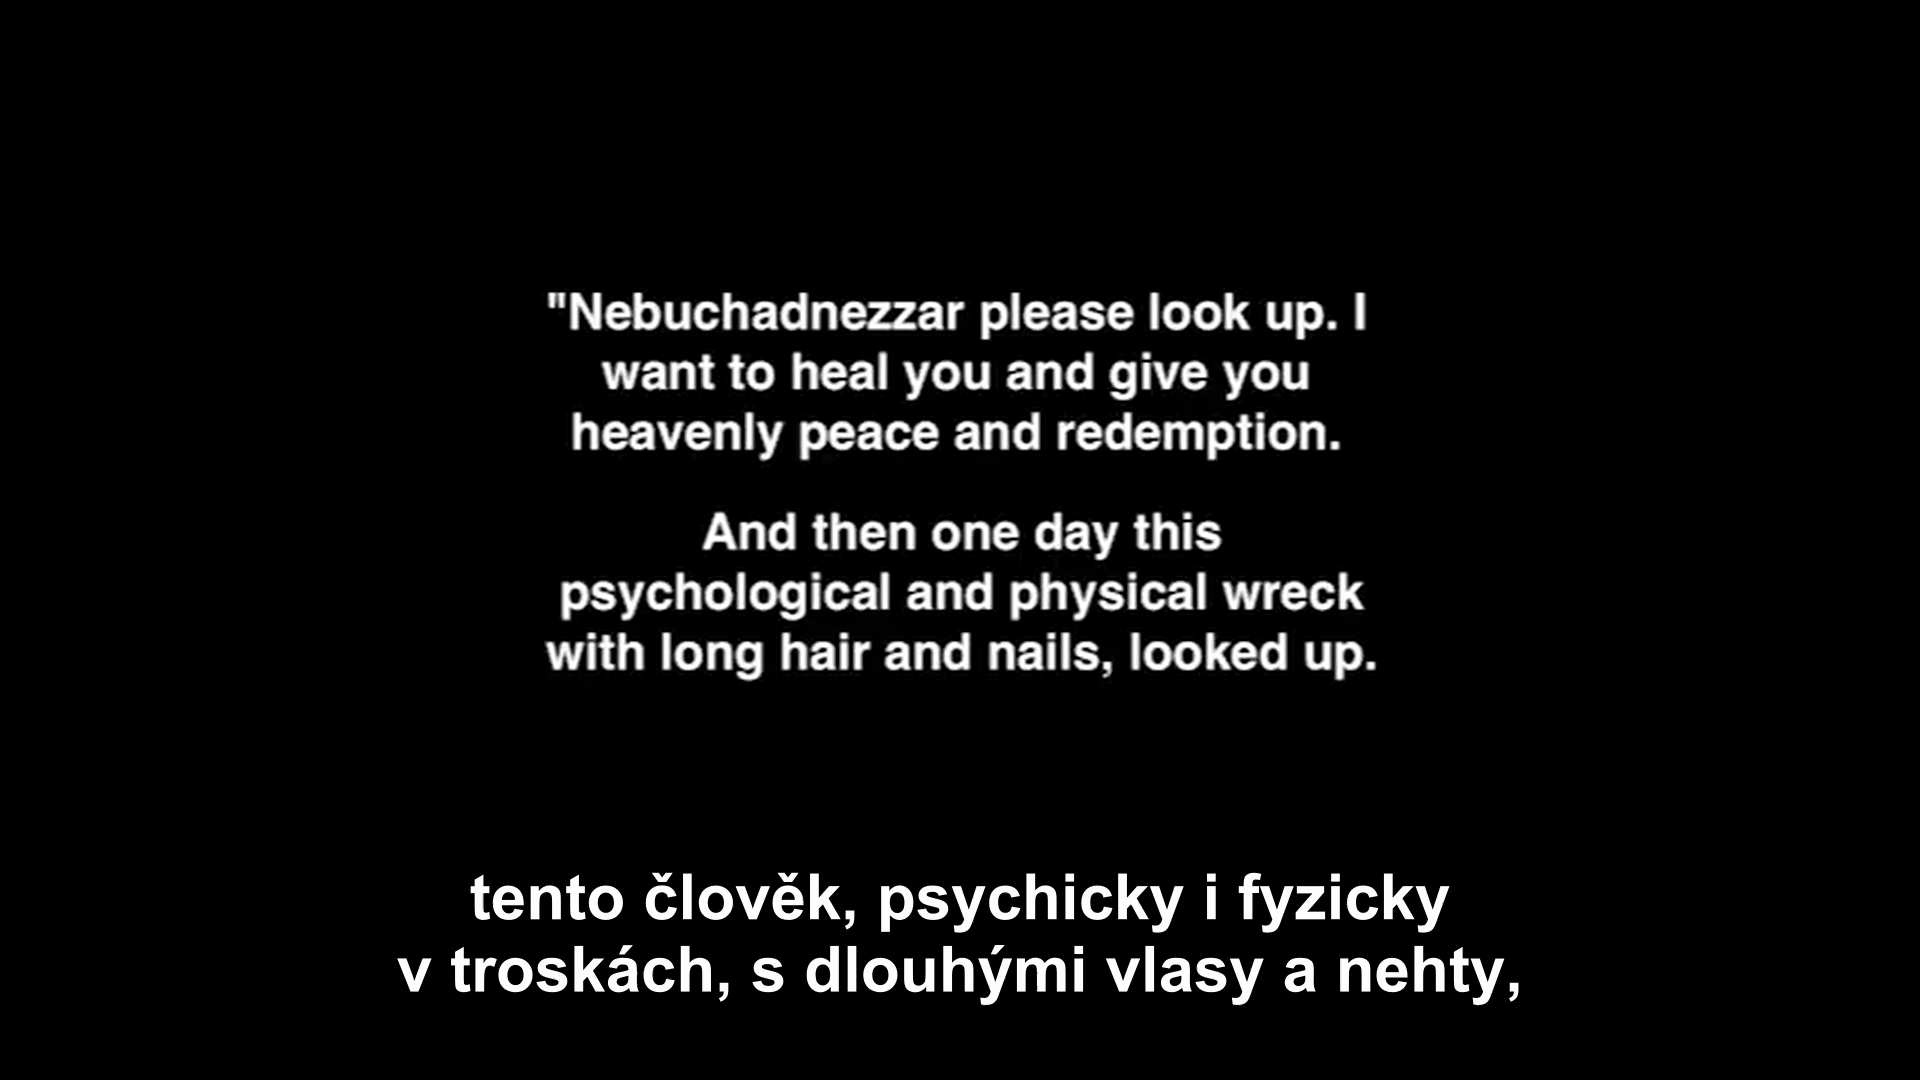 "Nebuchadnezzar please look up. I
want to heal you and give you
heavenly peace and redemption.
And then one day this
psychological and physical wreck
with long hair and nails, looked up.
tento člověk, psychicky i fyzicky
v troskách, s dlouhými vlasy a nehty,